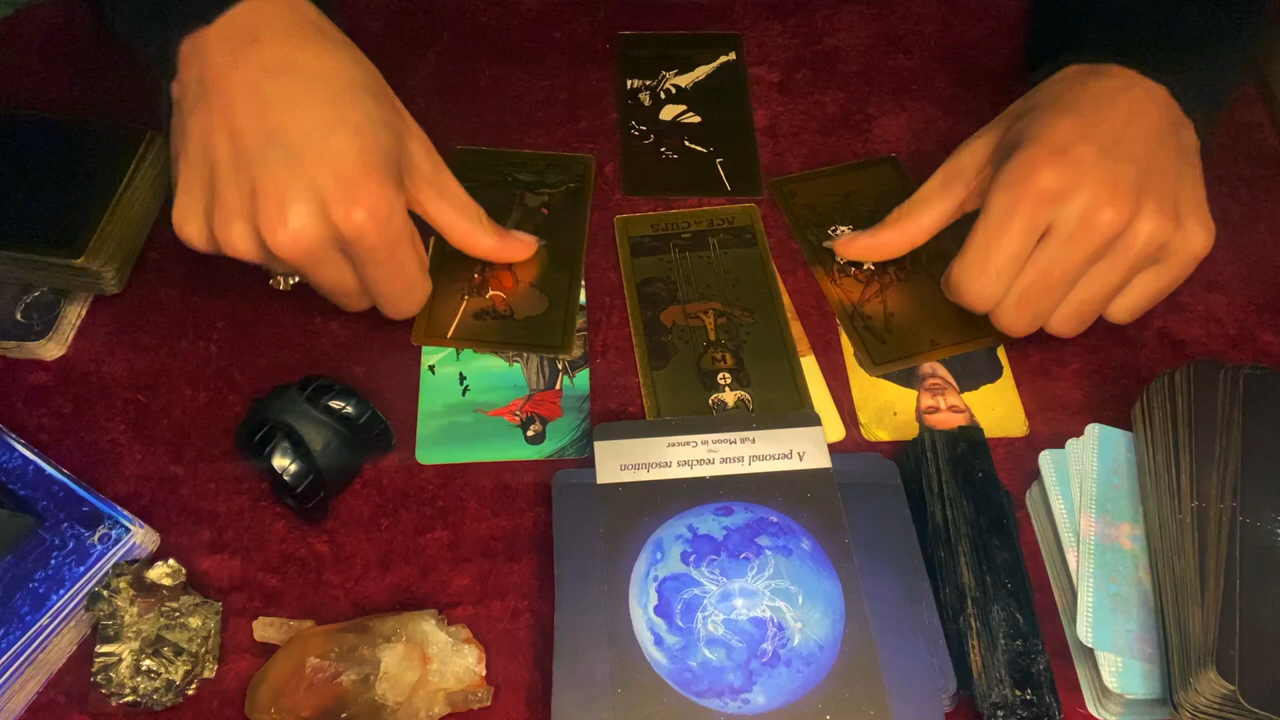 ACE of CUPS
M
A personal issue reaches resolution
Full Moon in Cancer